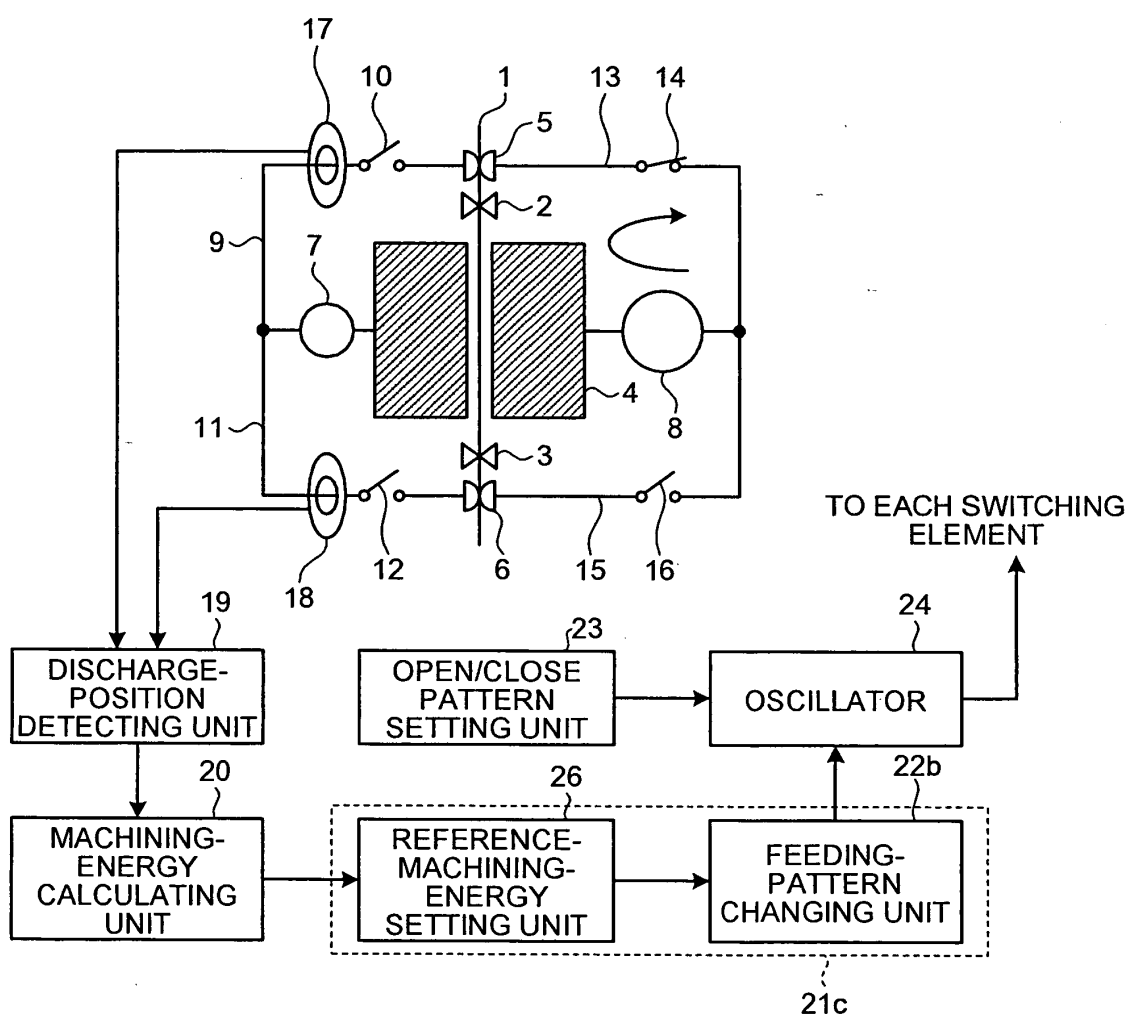 17
10
1
5
13
14
2
9
7
4
8
11
3
18
12
6
15
16
TO EACH SWITCHING
ELEMENT
19
DISCHARGE-
POSITION
DETECTING UNIT
23
OPEN/CLOSE
PATTERN
SETTING UNIT
24
OSCILLATOR
20
MACHINING-
ENERGY
CALCULATING
UNIT
26
REFERENCE-
MACHINING-
ENERGY
SETTING UNIT
22b
FEEDING-
PATTERN
CHANGING UNIT
21c